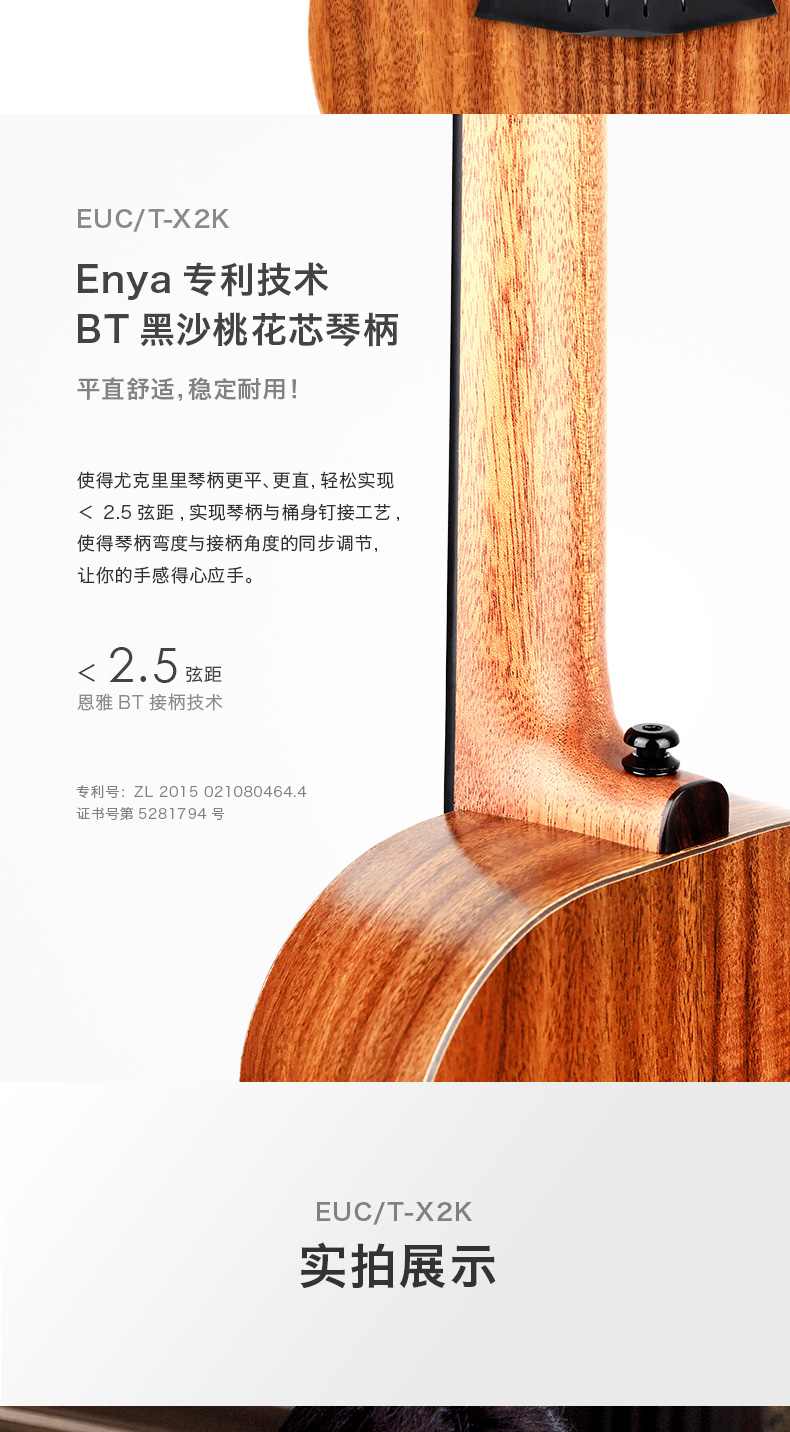 EUC/T-X2K
Enya 专利技术
BT 黑沙桃花芯琴柄
平直舒适,稳定耐用!
使得尤克里里琴柄更平、更直,轻松实现
< 2.5 弦距,实现琴柄与桶身钉接工艺,
使得琴柄弯度与接柄角度的同步调节,
让你的手感得心应手。
< 2.5 弦距
恩雅 BT 接柄技术
专利号: ZL 2015 021080464.4
证书号第 5281794 号
EUC/T-X2K
实拍展示